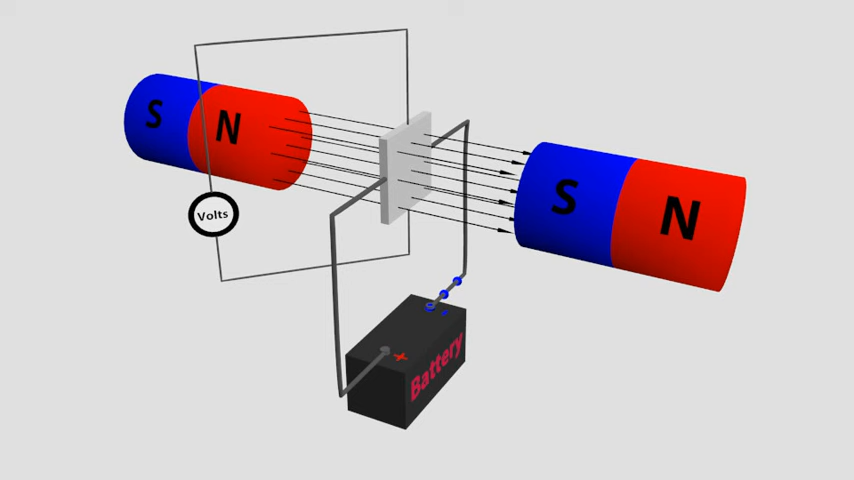 S N
S N
Volts
+
-
Battery